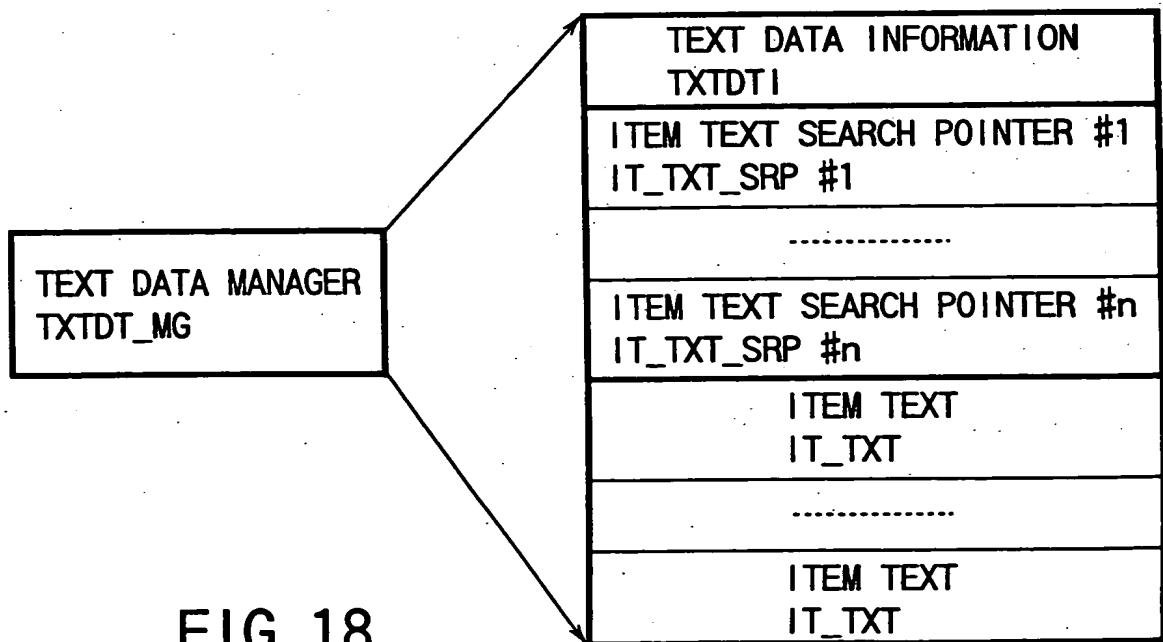 TEXT DATA MANAGER
TXTDT_MG
TEXT DATA INFORMATION
TXTDTI
ITEM TEXT SEARCH POINTER #1
IT_TXT_SRP #1
...............
ITEM TEXT SEARCH POINTER #n
IT_TXT_SRP #n
ITEM TEXT
IT_TXT
...............
ITEM TEXT
IT_TXT
FIG. 18